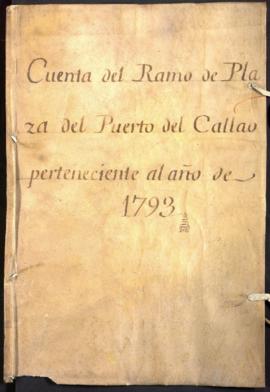 Cuenta del Ramo de Pla
za del Puerto del Callao
perteneciente al año de
1793